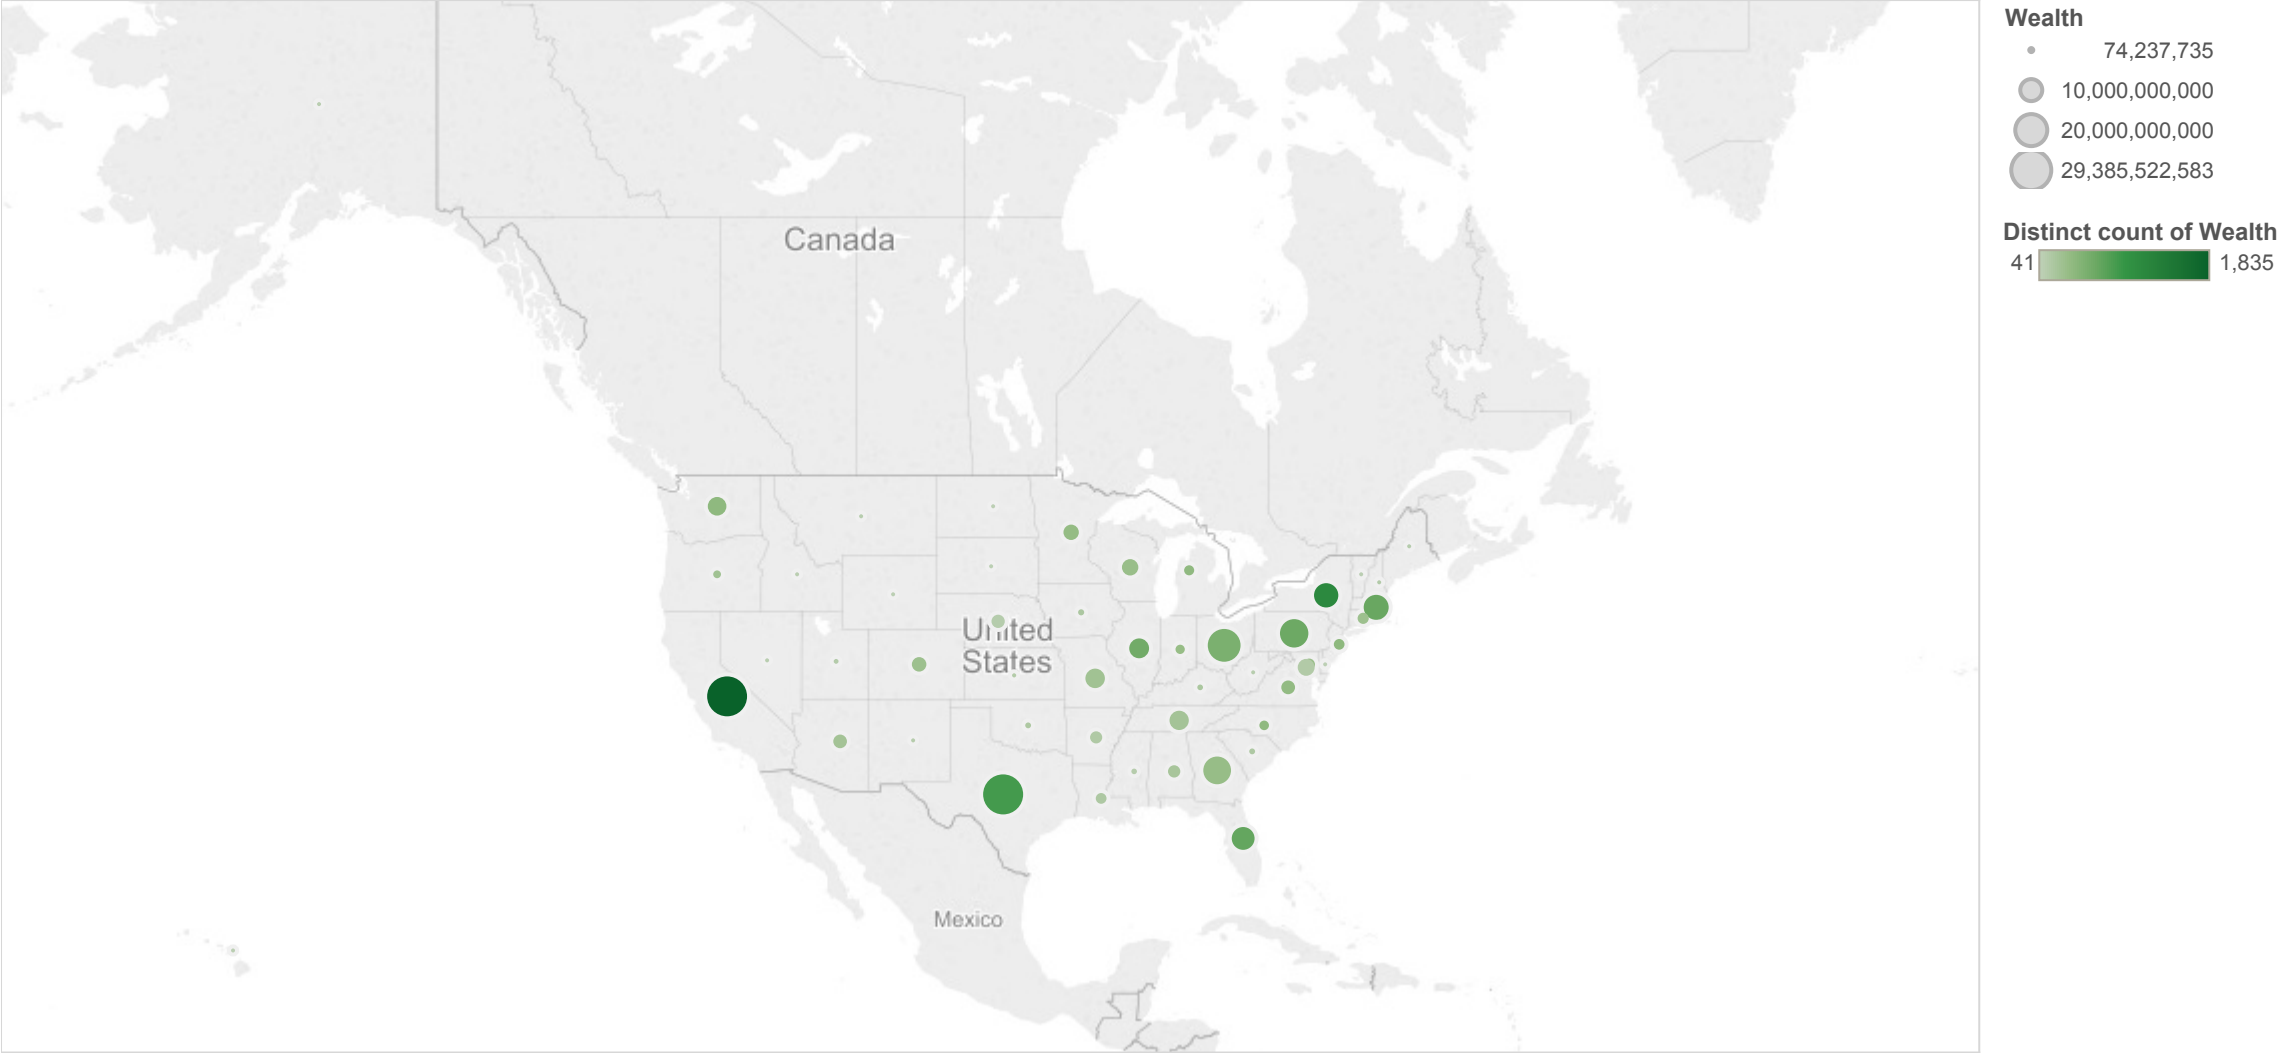 Wealth
74,237,735
10,000,000,000
20,000,000,000
29,385,522,583
Distinct count of Wealth
41 1,835
Canada
United
States
Mexico